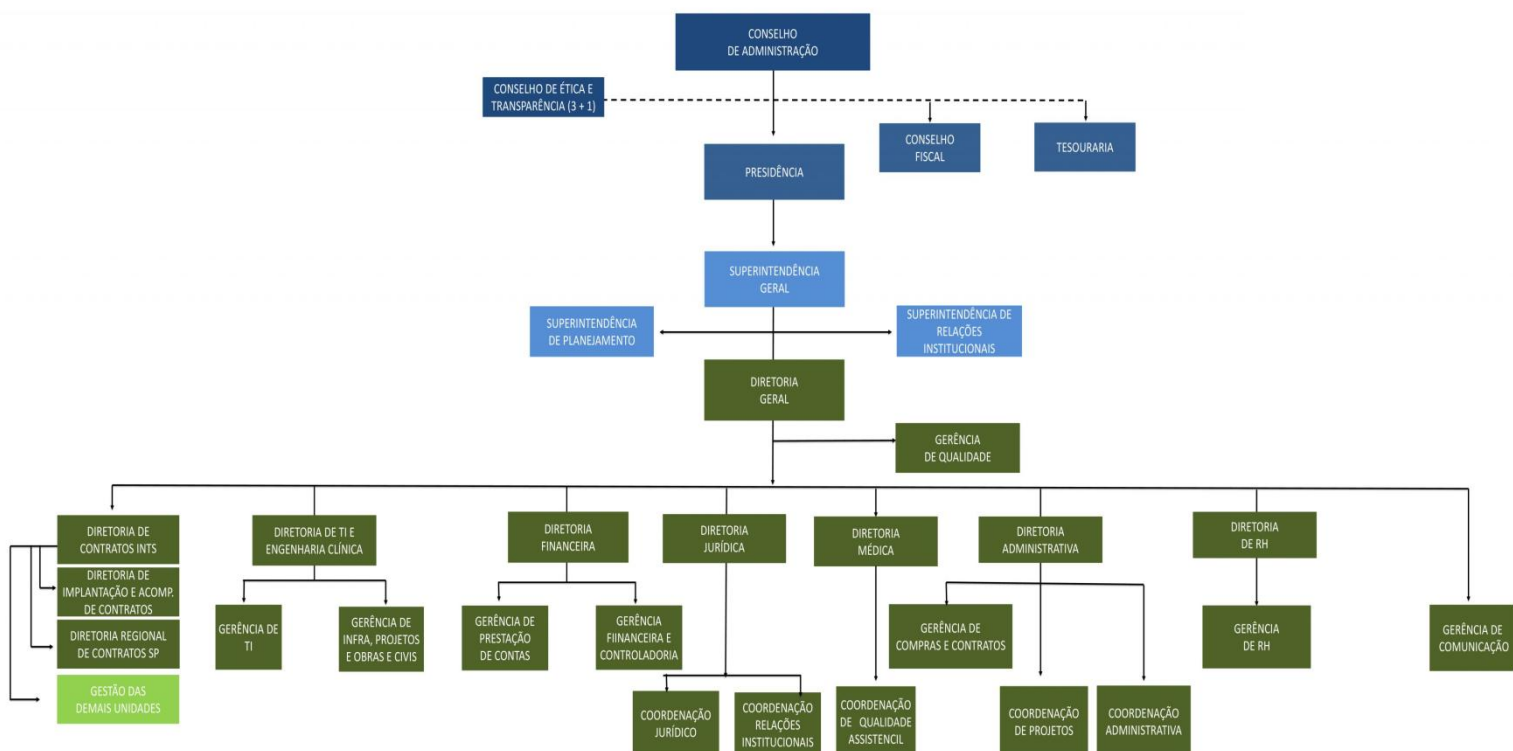 CONSELHO
DE ADMINISTRAÇÃO
CONSELHO DE ÉTICA E
TRANSPARÊNCIA (3 + 1)
CONSELHO
FISCAL
TESOURARIA
PRESIDÊNCIA
SUPERINTENDÊNCIA
GERAL
SUPERINTENDÊNCIA
DE PLANEJAMENTO
SUPERINTENDÊNCIA DE
RELAÇÕES
INSTITUCIONAIS
DIRETORIA
GERAL
GERÊNCIA
DE QUALIDADE
DIRETORIA DE
CONTRATOS INTS
DIRETORIA DE TI E
ENGENHARIA CLÍNICA
DIRETORIA
FINANCEIRA
DIRETORIA
JURÍDICA
DIRETORIA
MÉDICA
DIRETORIA
ADMINISTRATIVA
DIRETORIA
DE RH
DIRETORIA DE
IMPLANTAÇÃO E ACOMP.
DE CONTRATOS
DIRETORIA REGIONAL
DE CONTRATOS SP
GESTÃO DAS
DEMAIS UNIDADES
GERÊNCIA DE
TI
GERÊNCIA DE
INFRA, PROJETOS
E OBRAS E CIVIS
GERÊNCIA DE
PRESTAÇÃO
DE CONTAS
GERÊNCIA
FIINANCEIRA E
CONTROLADORIA
GERÊNCIA DE
COMPRAS E CONTRATOS
GERÊNCIA
DE RH
GERÊNCIA DE
COMUNICAÇÃO
COORDENAÇÃO
JURÍDICO
COORDENAÇÃO
RELAÇÕES
INSTITUCIONAIS
COORDENAÇÃO
DE QUALIDADE
ASSISTENCIL
COORDENAÇÃO
DE PROJETOS
COORDENAÇÃO
ADMINISTRATIVA